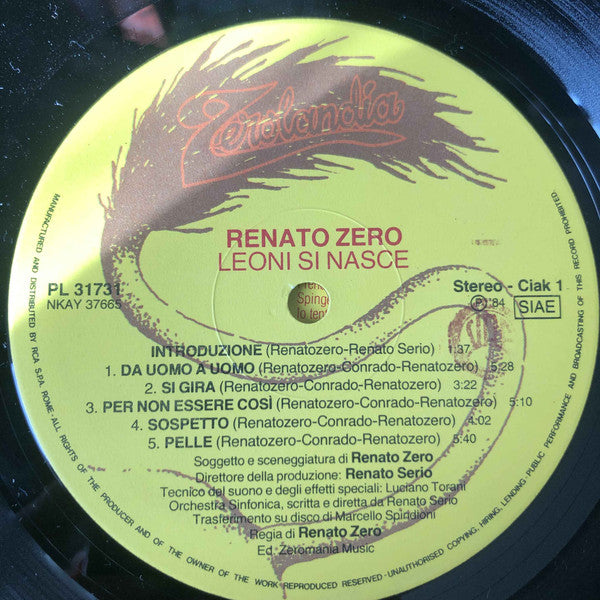 Zerolandia
RENATO ZERO
LEONI SI NASCE
PL 31731
NKAY 37665
Stereo - Ciak 1
Ⓟ '84 SIAE
Spinge
lo tent
INTRODUZIONE (Renatozero-Renato Serio) 1:37
1. DA UOMO A UOMO (Renatozero-Conrado-Renatozero) 5:28
2. SI GIRA (Renatozero-Conrado-Renatozero) 3:22
3. PER NON ESSERE COSÌ (Renatozero-Conrado-Renatozero) 5:10
4. SOSPETTO (Renatozero-Conrado-Renatozero) 4:02
5. PELLE (Renatozero-Conrado-Renatozero) 5:40
Soggetto e sceneggiatura di Renato Zero
Direttore della produzione: Renato Serio
Tecnico del suono e degli effetti speciali: Luciano Torani
Orchestra Sinfonica, scritta e diretta da Renato Serio
Trasferimento su disco di Marcello Spiridioni
Regia di Renato Zero
Ed. Zeromania Music
MANUFACTURED AND DISTRIBUTED BY RCA S.P.A. ROME-ALL RIGHTS OF THE PRODUCER AND OF THE OWNER OF THE WORK REPRODUCED RESERVED-UNAUTHORISED COPYING, HIRING, LENDING PUBLIC PERFORMANCE AND BROADCASTING OF THIS RECORD PROHIBITED.